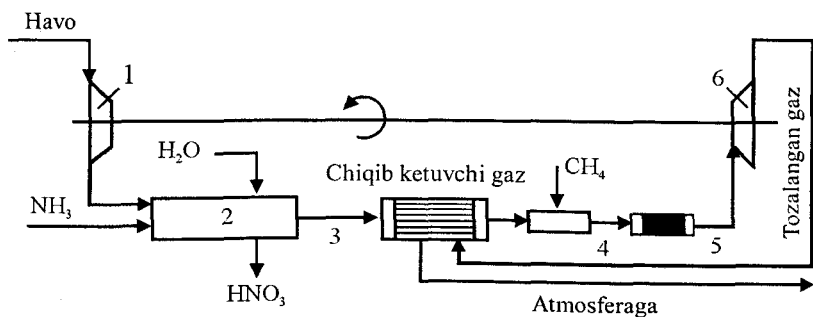 Havo
1
6
H₂O
Chiqib ketuvchi gaz
CH₄
Tozalangan gaz
NH₃
2
3
4
5
HNO₃
Atmosferaga